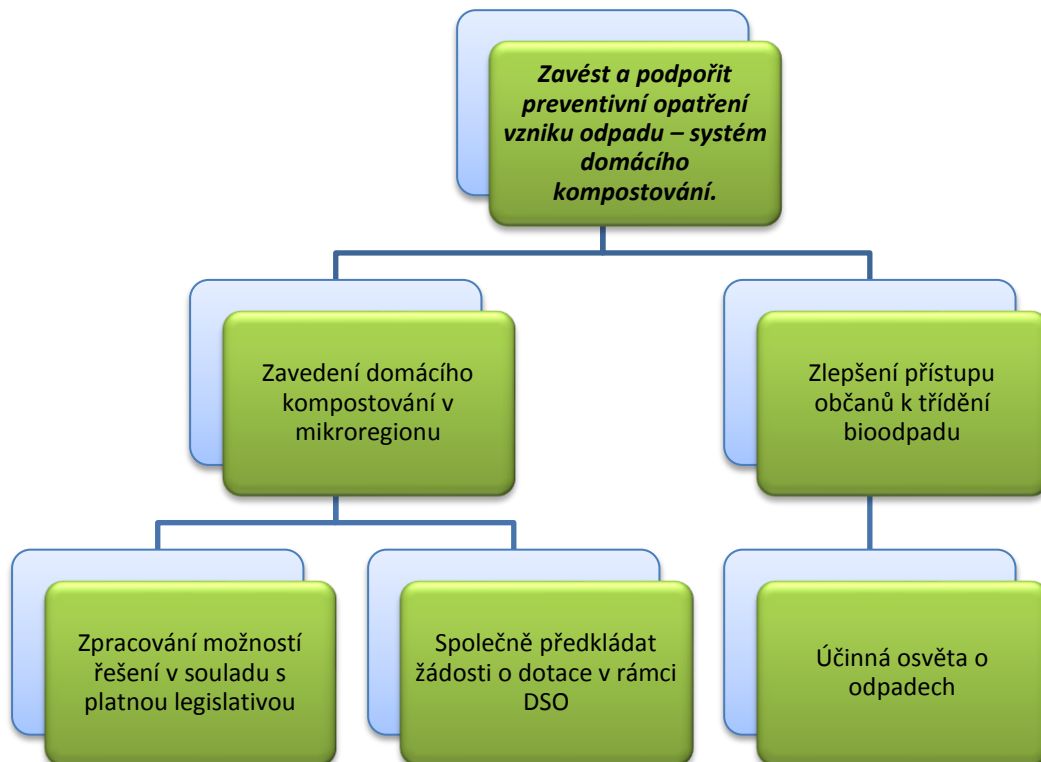 Zavést a podpořit
preventivní opatření
vzniku odpadu – systém
domácího
kompostování.
Zavedení domácího
kompostování v
mikroregionu
Zlepšení přístupu
občanů k třídění
bioodpadu
Zpracování možností
řešení v souladu s
platnou legislativou
Společně předkládat
žádosti o dotace v rámci
DSO
Účinná osvěta o
odpadech